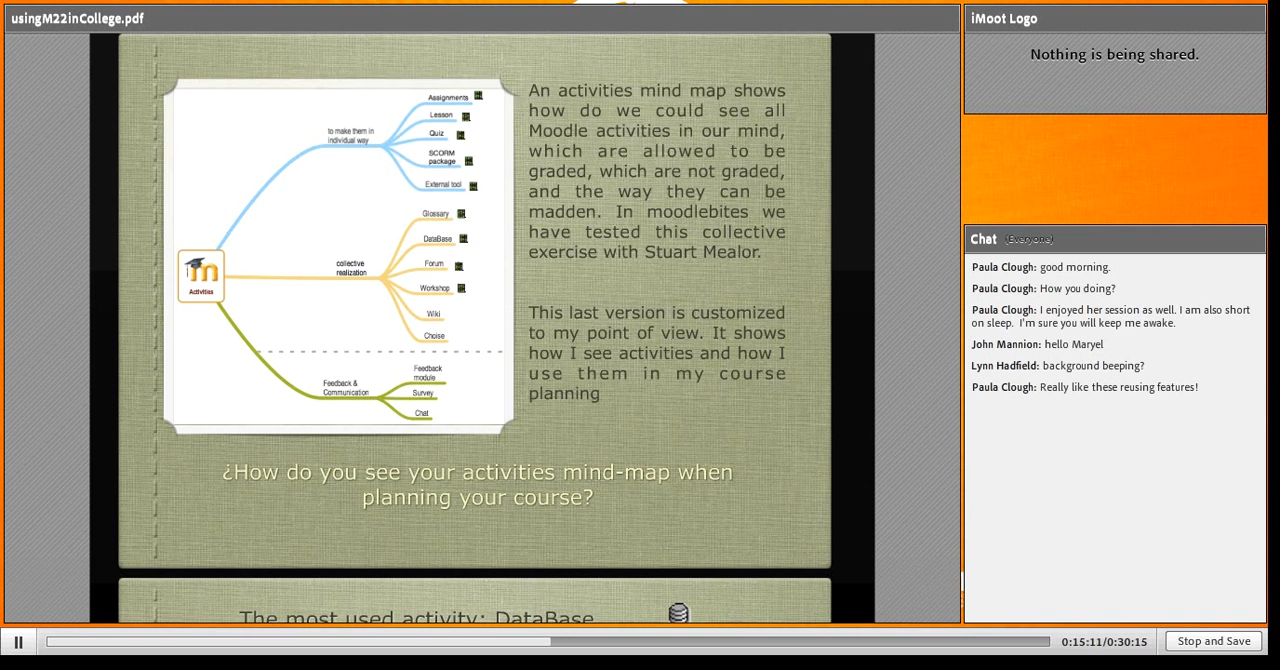 usingM22inCollege.pdf
iMoot Logo
Nothing is being shared.
Assignments
Lesson
Quiz
SCORM
package
External tool
to make them in
individual way
Glossary
DataBase
Forum
Workshop
Wiki
Choise
collective
realization
m
Activities
Feedback &
Communication
Feedback
module
Survey
Chat
An activities mind map shows
how do we could see all
Moodle activities in our mind,
which are allowed to be
graded, which are not graded,
and the way they can be
madden. In moodlebites we
have tested this collective
exercise with Stuart Mealor.
This last version is customized
to my point of view. It shows
how I see activities and how I
use them in my course
planning
¿How do you see your activities mind-map when
planning your course?
The most used activity: DataBase
Chat (Everyone)
Paula Clough: good morning.
Paula Clough: How you doing?
Paula Clough: I enjoyed her session as well. I am also short
on sleep. I'm sure you will keep me awake.
John Mannion: hello Maryel
Lynn Hadfield: background beeping?
Paula Clough: Really like these reusing features!
0:15:11/0:30:15
Stop and Save